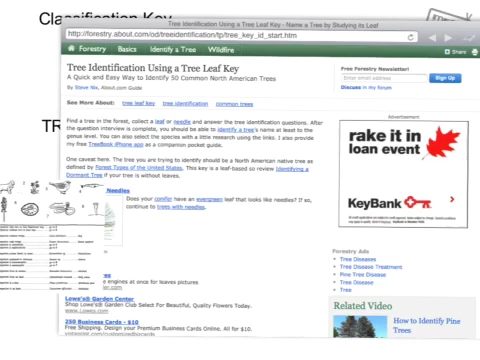 Classification Key
Tree Identification Using a Tree Leaf Key - Name a Tree by Studying its Leaf
http://forestry.about.com/od/treeidentification/tp/tree_key_id_start.htm
Forestry Basics Identify a Tree Wildlife
Share
Tree Identification Using a Tree Leaf Key
A Quick and Easy Way to Identify 50 Common North American Trees
By Steve Nix, About.com Guide
See More About: tree leaf key tree identification common trees
Free Forestry Newsletter!
Enter email address Sign Up
Discuss in my forum
TR
Find a tree in the forest, collect a leaf or needle and answer the tree identification questions. After
the question interview is complete, you should be able to identify a tree's name at least to the
genus level. You can also select the species with a little research using the links. I also provide
my free TreeBook iPhone app as a companion pocket guide.
One caveat here. The tree you are trying to identify should be a North American native tree as
defined by Forest Types of the United States. This key is a leaf-based so review Identifying a
Dormant Tree if your tree is without leaves.
Needles
Does your conifer have an evergreen leaf that looks like needles? If so,
continue to trees with needles.
Advertisement
rake it in
loan event
KeyBank
e engines at once for leaves pictures
ler.com
Lowe's® Garden Center
Shop Lowe's® Garden Club Select For Beautiful, Quality Flowers Today.
www.Lowes.com
250 Business Cards - $10
Free Shipping. Design your Premium Business Cards Online. All for $10.
Forestry Ads
Tree Diseases
Tree Disease Treatment
Pine Tree Disease
Tree Disease
Tree
Related Video
How to Identify Pine
Trees